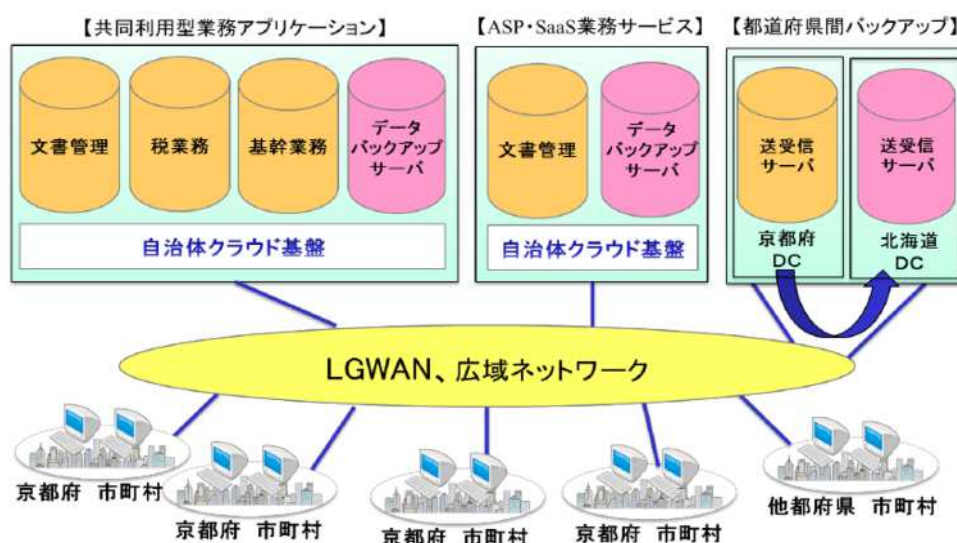 【共同利用型業務アプリケーション】
文書管理
税業務
基幹業務
データ
バックアップ
サーバ
自治体クラウド基盤
【ASP・SaaS業務サービス】
文書管理
データ
バックアップ
サーバ
自治体クラウド基盤
【都道府県間バックアップ】
送受信
サーバ
京都府
DC
送受信
サーバ
北海道
DC
LGWAN、広域ネットワーク
京都府 市町村
京都府 市町村
京都府 市町村
京都府 市町村
他都府県 市町村